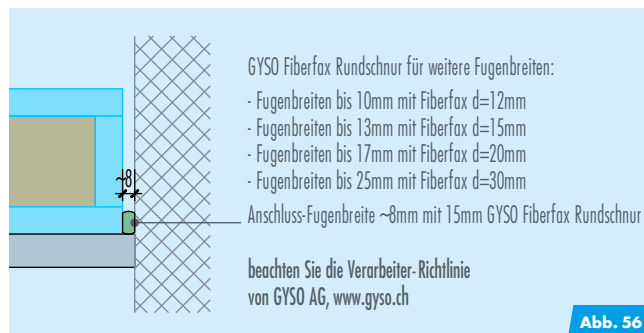 GYSO Fiberfax Rundschnur für weitere Fugenbreiten:
- Fugenbreiten bis 10mm mit Fiberfax d=12mm
- Fugenbreiten bis 13mm mit Fiberfax d=15mm
- Fugenbreiten bis 17mm mit Fiberfax d=20mm
- Fugenbreiten bis 25mm mit Fiberfax d=30mm
~8
Anschluss-Fugenbreite ~8mm mit 15mm GYSO Fiberfax Rundschnur
beachten Sie die Verarbeiter-Richtlinie
von GYSO AG, www.gyso.ch
Abb. 56